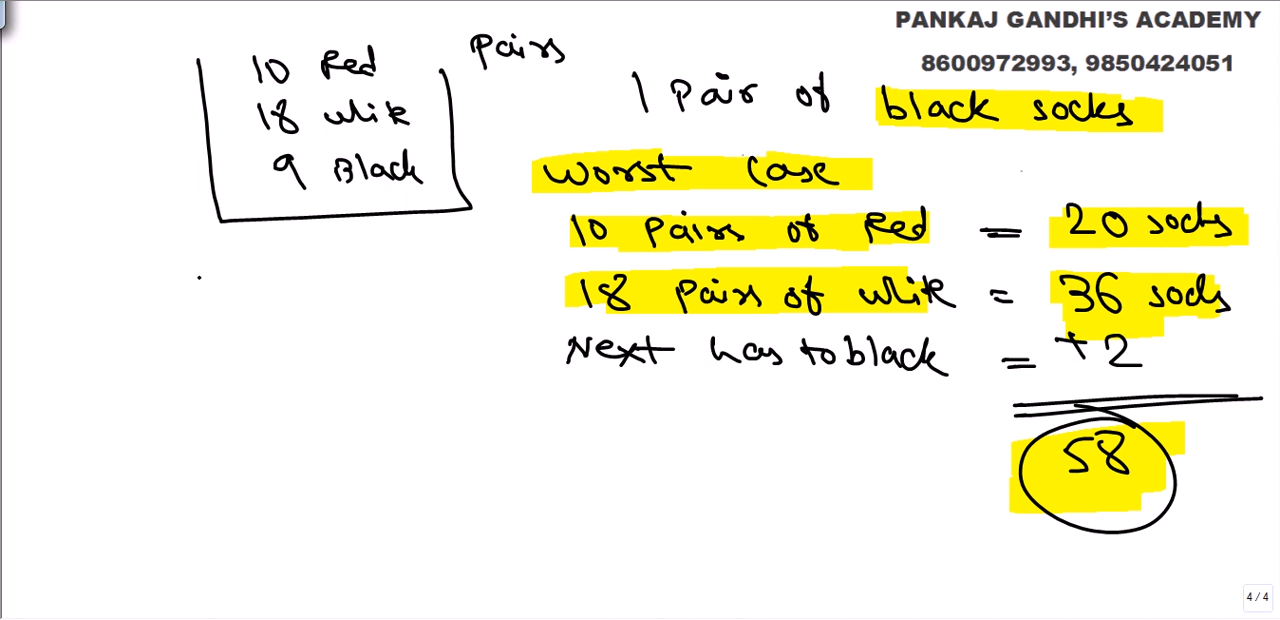 PANKAJ GANDHI'S ACADEMY
8600972993, 9850424051
10 Red
18 white
9 Black
Pairs
1 Pair of black socks
Worst Case
10 Pairs of Red = 20 socks
18 Pairs of white = 36 socks
Next has to black = +2
58
4 / 4